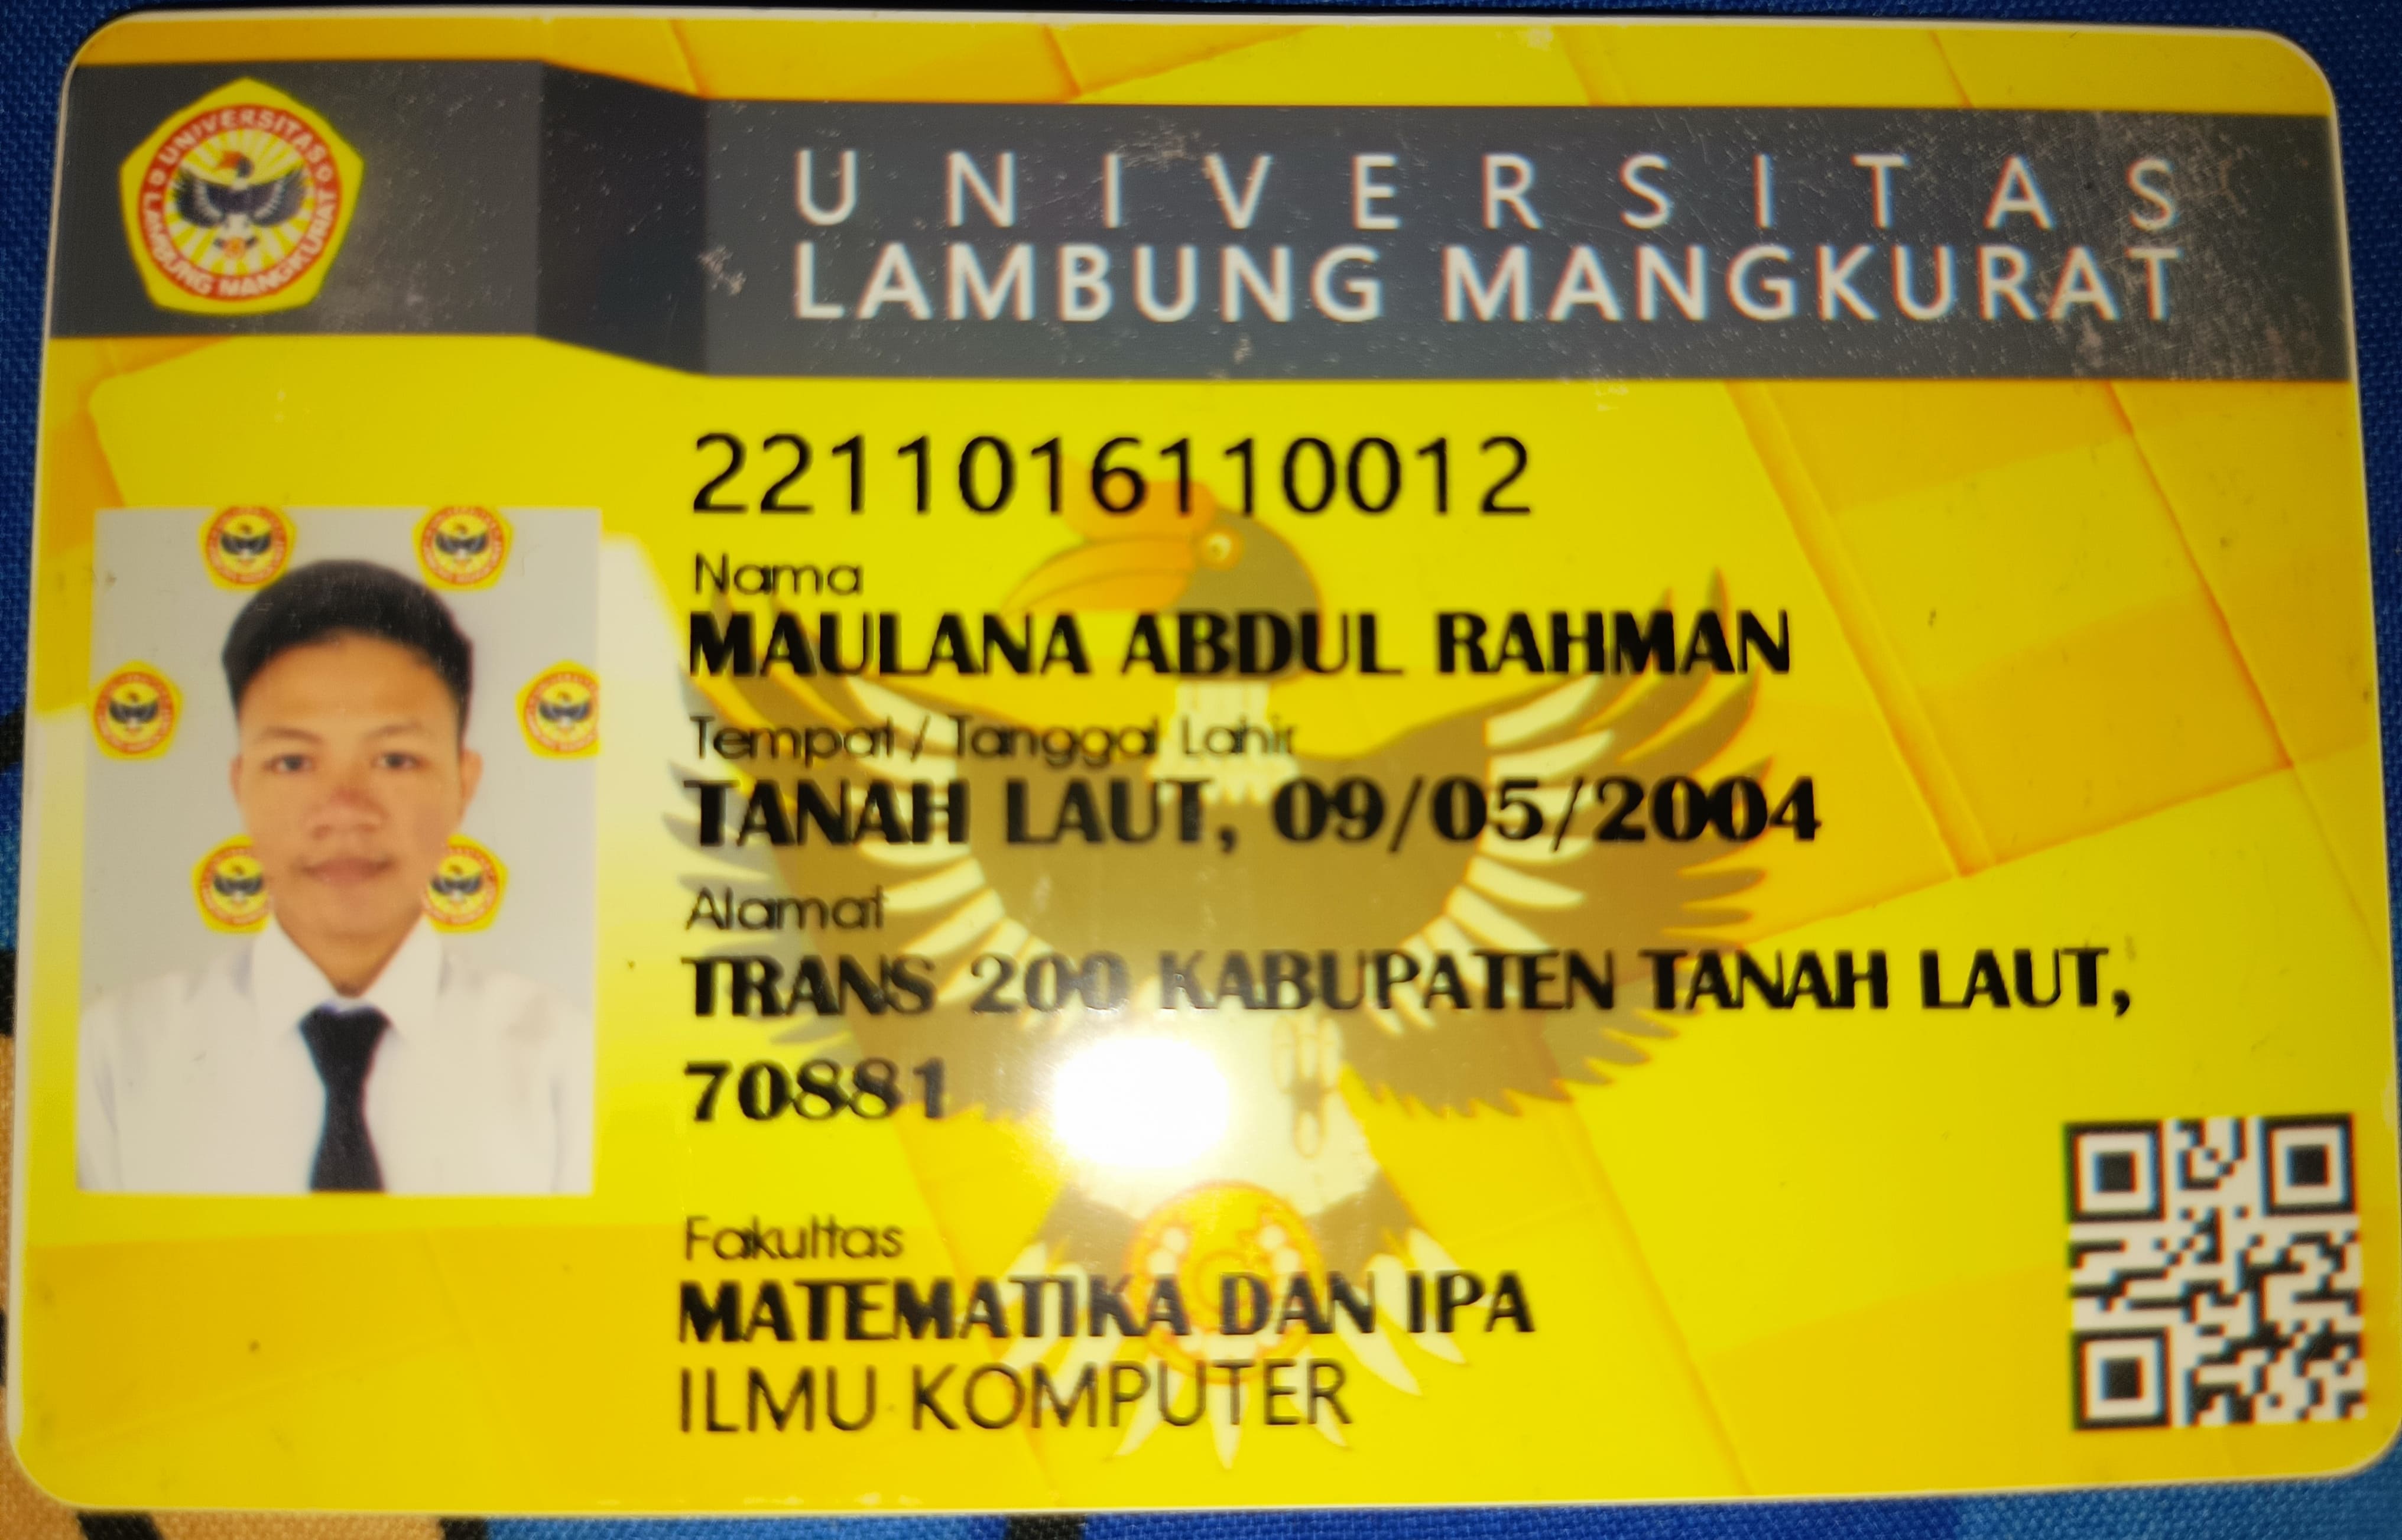 UNIVERSITAS
LAMBUNG MANGKURAT
UNIVERSITAS
LAMBUNG MANGKURAT
2211016110012
Nama
MAULANA ABDUL RAHMAN
Tempat / Tanggal Lahir
TANAH LAUT, 09/05/2004
Alamat
TRANS 200 KABUPATEN TANAH LAUT,
70881
Fakultas
MATEMATIKA DAN IPA
ILMU KOMPUTER